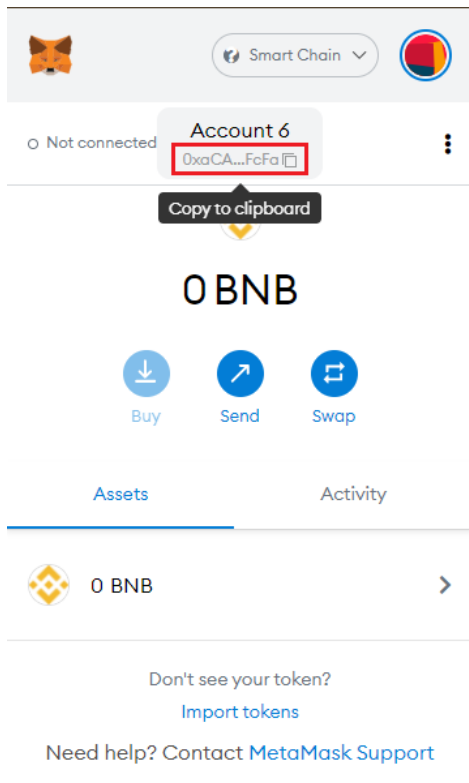 Smart Chain
Not connected
Account 6
0xaCA...FcFa
Copy to clipboard
0 BNB
Buy
Send
Swap
Assets
Activity
0 BNB
Don't see your token?
Import tokens
Need help? Contact MetaMask Support